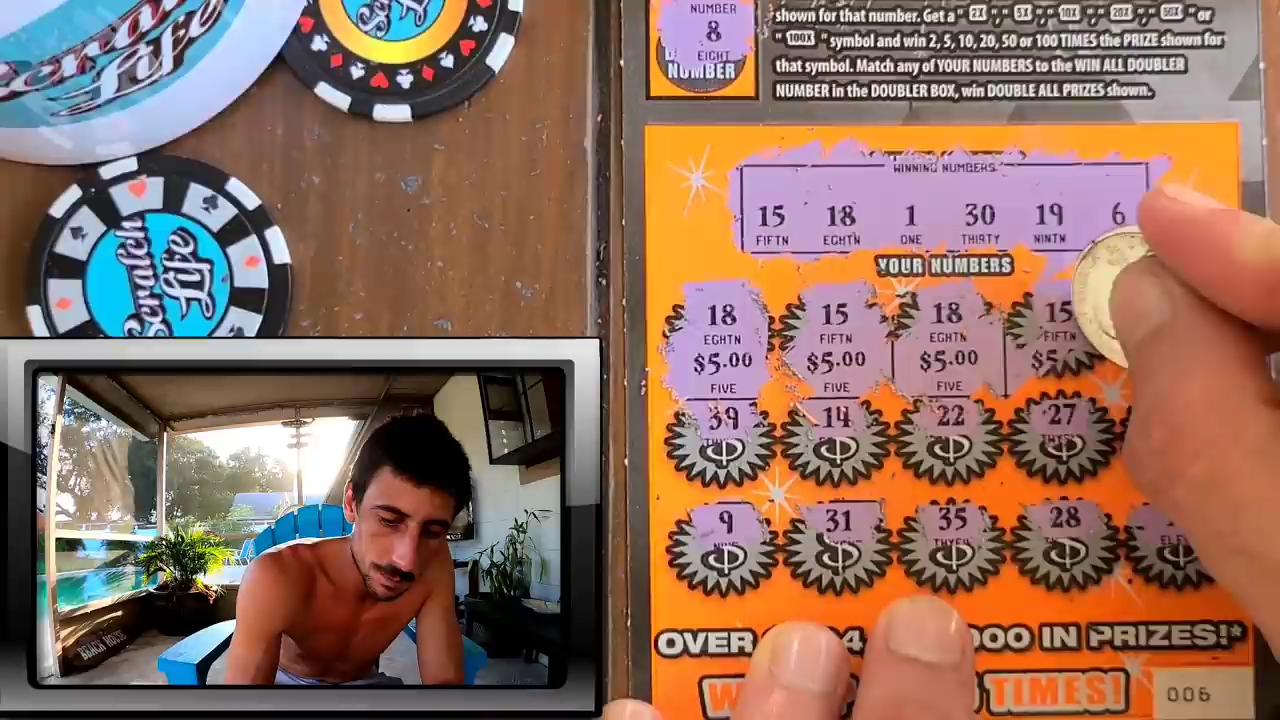 Scratch Life
Scratch Life
NUMBER
8
EIGHT
NUMBER
shown for that number. Get a "2X", "5X", "10X", "20X", "50X" or
"100X" symbol and win 2, 5, 10, 20, 50 or 100 TIMES the PRIZE shown for
that symbol. Match any of YOUR NUMBERS to the WIN ALL DOUBLER
NUMBER in the DOUBLER BOX, win DOUBLE ALL PRIZES shown.
WINNING NUMBERS
15 18 1 30 19 6
FIFTN EGHTN ONE THIRTY NINTN
YOUR NUMBERS
18 15 18 15
EGHTN FIFTN EGHTN FIFTN
$5.00 $5.00 $5.00 $5
FIVE FIVE FIVE
39 14 22 27
9 31 35 28
OVER 000 IN PRIZES!*
TIMES!
006
BEACH HOUSE